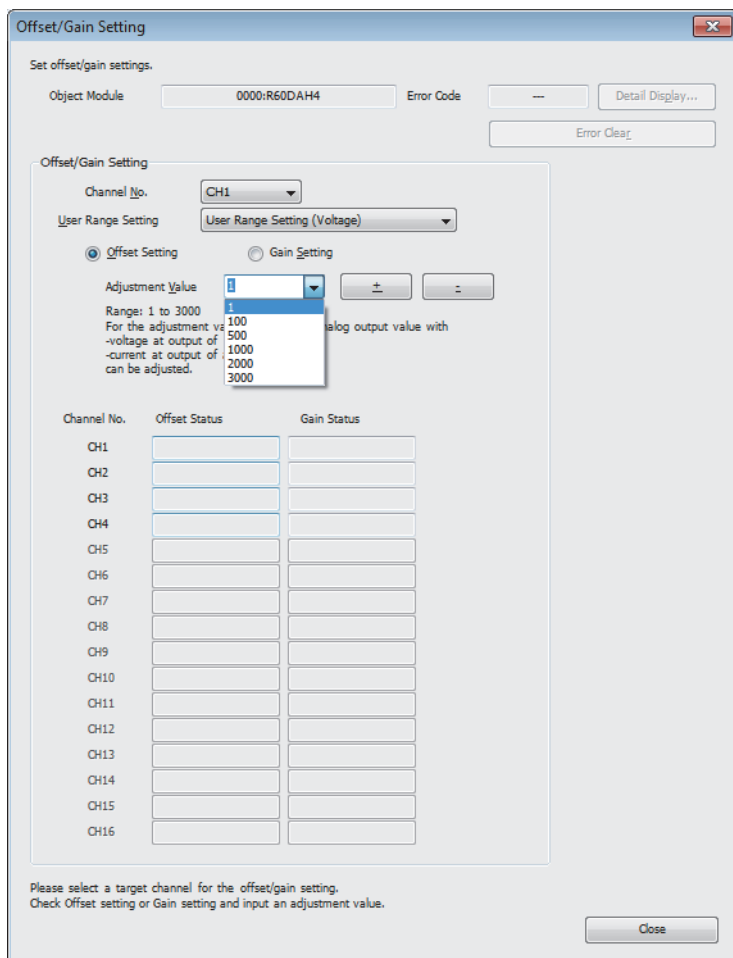 Offset/Gain Setting
Set offset/gain settings.
Object Module 0000:R60DAH4 Error Code --- Detail Display...
Error Clear
Offset/Gain Setting
Channel No. CH1
User Range Setting User Range Setting (Voltage)
Offset Setting Gain Setting
Adjustment Value 1 + -
1
100
500
1000
2000
3000
Range: 1 to 3000
For the adjustment alog output value with
-voltage at output of
-current at output of
can be adjusted.
Channel No. Offset Status Gain Status
CH1
CH2
CH3
CH4
CH5
CH6
CH7
CH8
CH9
CH10
CH11
CH12
CH13
CH14
CH15
CH16
Please select a target channel for the offset/gain setting.
Check Offset setting or Gain setting and input an adjustment value.
Close